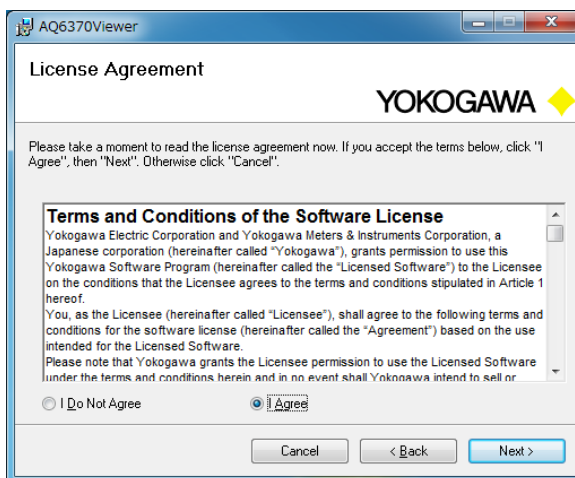 AQ6370Viewer
License Agreement
YOKOGAWA
Please take a moment to read the license agreement now. If you accept the terms below, click "I
Agree", then "Next". Otherwise click "Cancel".
Terms and Conditions of the Software License
Yokogawa Electric Corporation and Yokogawa Meters & Instruments Corporation, a
Japanese corporation (hereinafter called “Yokogawa”), grants permission to use this
Yokogawa Software Program (hereinafter called the “Licensed Software”) to the Licensee
on the conditions that the Licensee agrees to the terms and conditions stipulated in Article 1
hereof.
You, as the Licensee (hereinafter called “Licensee”), shall agree to the following terms and
conditions for the software license (hereinafter called the “Agreement”) based on the use
intended for the Licensed Software.
Please note that Yokogawa grants the Licensee permission to use the Licensed Software
under the terms and conditions herein and in no event shall Yokogawa intend to sell or
I Do Not Agree
I Agree
Cancel
< Back
Next >